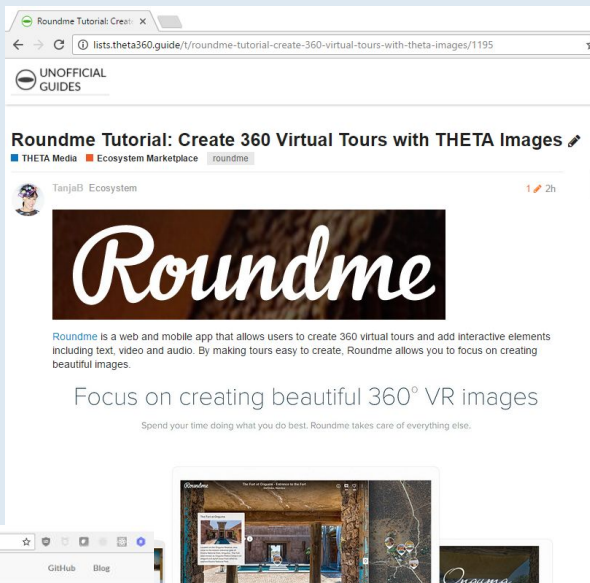 Roundme Tutorial: Creat
lists.theta360.guide/t/roundme-tutorial-create-360-virtual-tours-with-theta-images/1195
UNOFFICIAL
GUIDES
Roundme Tutorial: Create 360 Virtual Tours with THETA Images
THETA Media Ecosystem Marketplace roundme
TanjaB Ecosystem 1 2h
Roundme
Roundme is a web and mobile app that allows users to create 360 virtual tours and add interactive elements
including text, video and audio. By making tours easy to create, Roundme allows you to focus on creating
beautiful images.
Focus on creating beautiful 360° VR images
Spend your time doing what you do best. Roundme takes care of everything else.
Roundme
Onguma
GitHub Blog